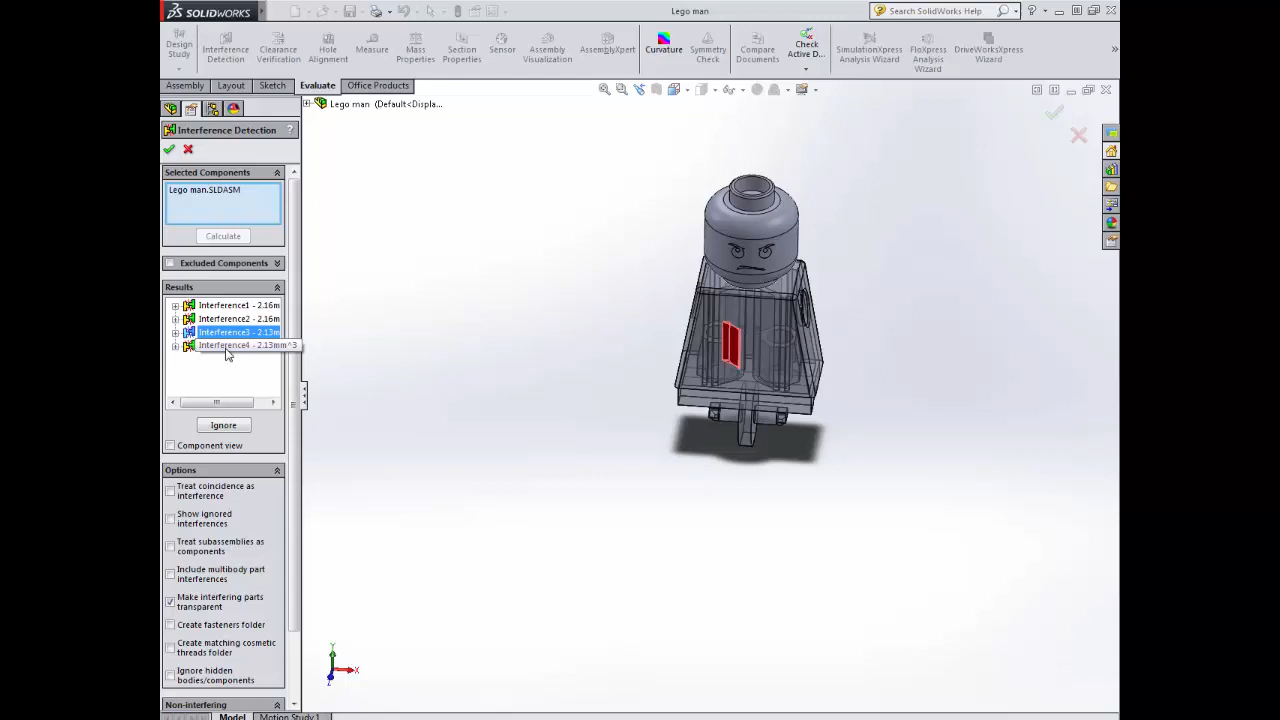 SOLIDWORKS
Lego man
Search SolidWorks Help
Design Study
Interference Detection
Clearance Verification
Hole Alignment
Measure
Mass Properties
Section Properties
Sensor
Assembly Visualization
AssemblyXpert
Curvature
Symmetry Check
Compare Documents
Check Active D...
SimulationXpress Analysis Wizard
FloXpress Analysis Wizard
DriveWorksXpress Wizard
Assembly
Layout
Sketch
Evaluate
Office Products
Lego man (Default<Displa...
Interference Detection
?
Selected Components
Lego man.SLDASM
Calculate
Excluded Components
Results
Interference1 - 2.16m
Interference2 - 2.16m
Interference3 - 2.13m
Interference4 - 2.13mm^3
Ignore
Component view
Options
Treat coincidence as
interference
Show ignored
interferences
Treat subassemblies as
components
Include multibody part
interferences
Make interfering parts
transparent
Create fasteners folder
Create matching cosmetic
threads folder
Ignore hidden
bodies/components
Non-interfering
Y
X
Z
Model
Motion Study 1